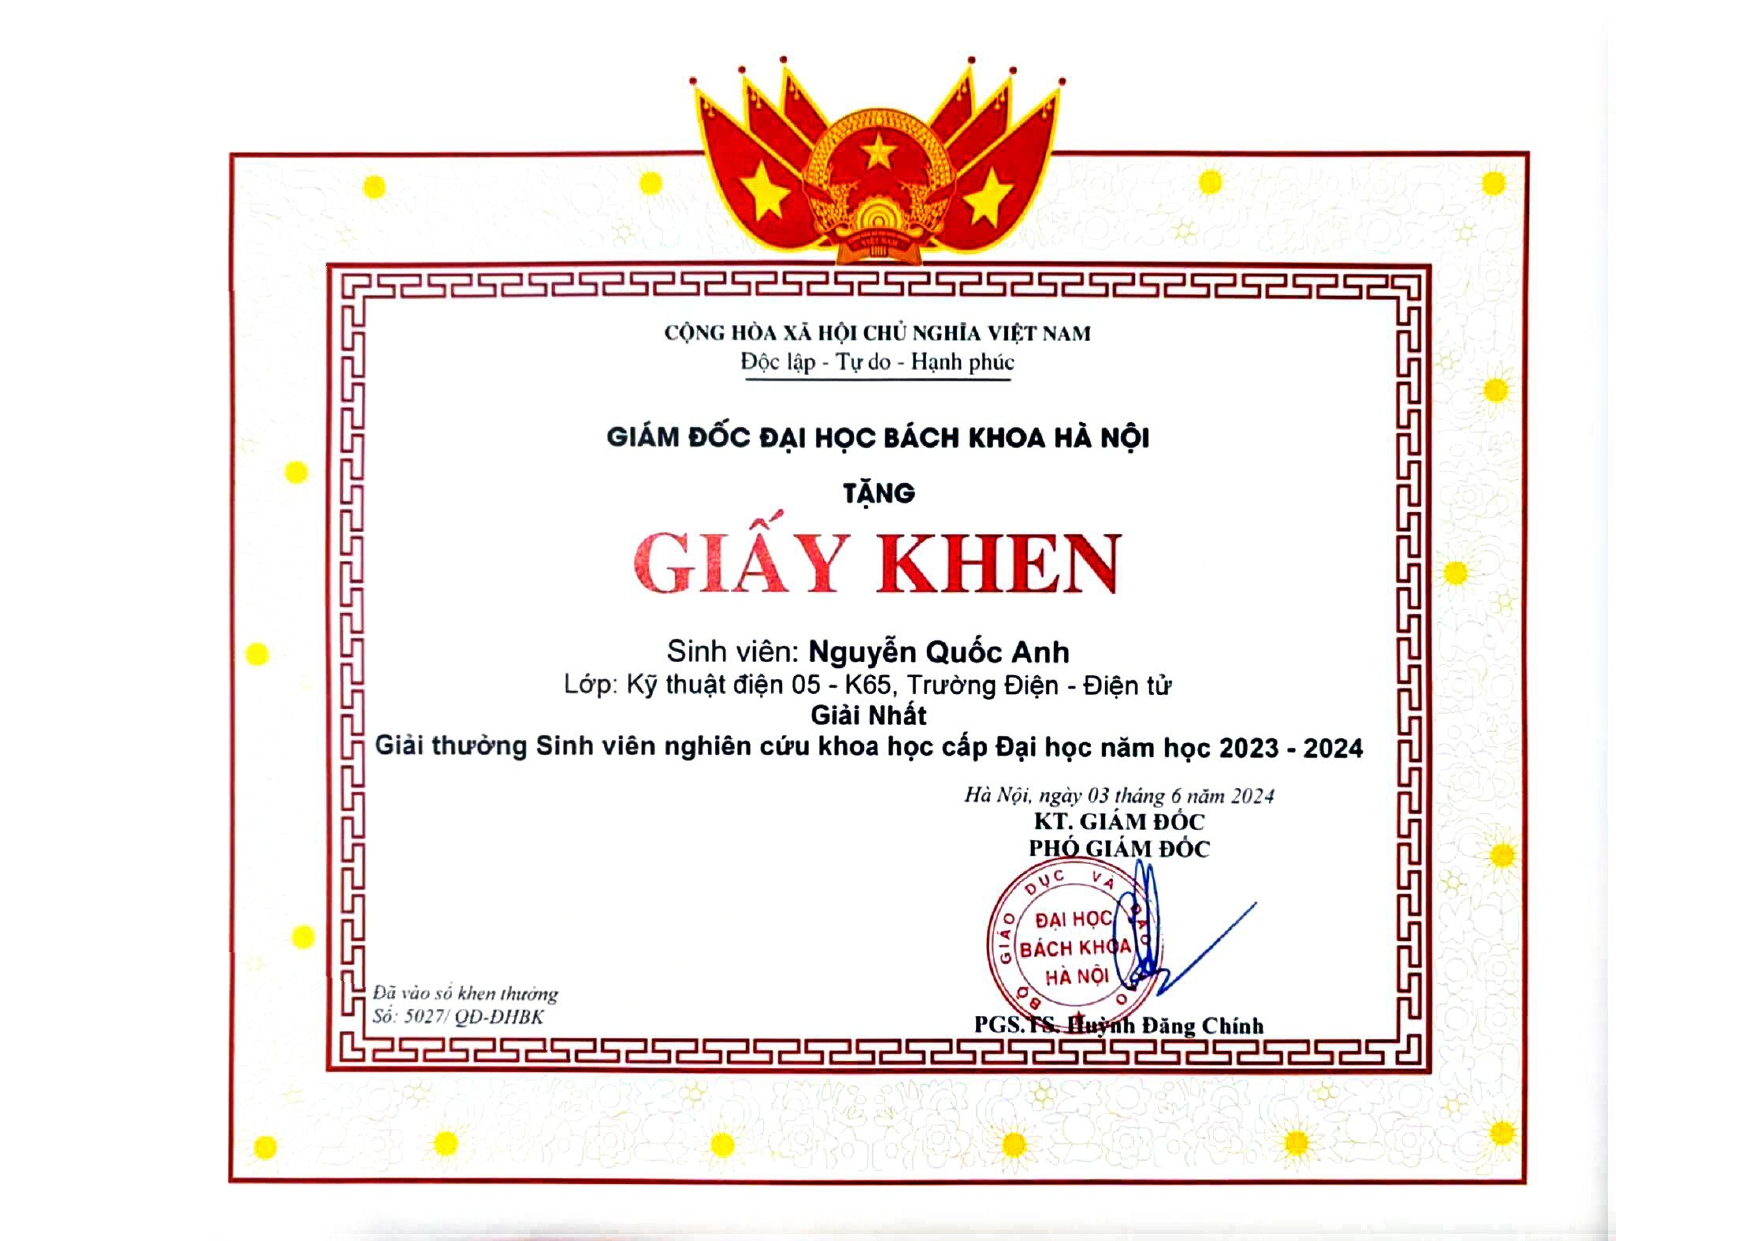 VIỆT NAM
CỘNG HÒA XÃ HỘI CHỦ NGHĨA VIỆT NAM
Độc lập - Tự do - Hạnh phúc
GIÁM ĐỐC ĐẠI HỌC BÁCH KHOA HÀ NỘI
TẶNG
GIẤY KHEN
Sinh viên: Nguyễn Quốc Anh
Lớp: Kỹ thuật điện 05 - K65, Trường Điện - Điện tử
Giải Nhất
Giải thưởng Sinh viên nghiên cứu khoa học cấp Đại học năm học 2023 - 2024
Hà Nội, ngày 03 tháng 6 năm 2024
KT. GIÁM ĐỐC
PHÓ GIÁM ĐỐC
BỘ GIÁO DỤC VÀ ĐÀO TẠO
ĐẠI HỌC
BÁCH KHOA
HÀ NỘI
PGS.TS. Huỳnh Đăng Chính
Đã vào sổ khen thưởng
Số: 5027/ QĐ-ĐHBK